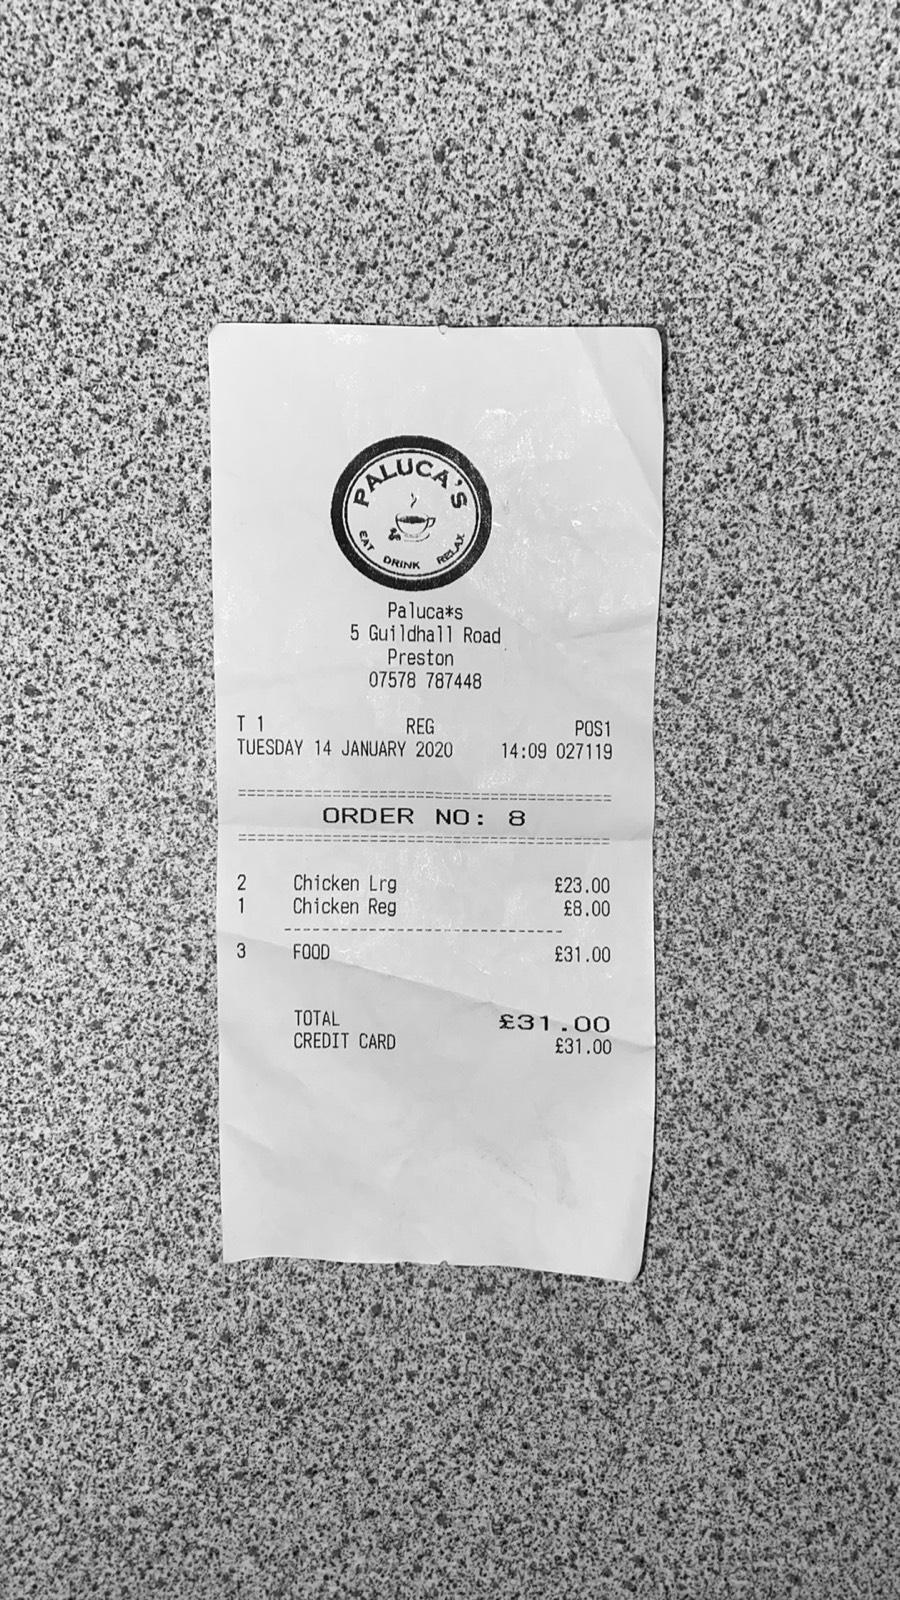 PALUCA'S
EAT DRINK RELAX
Paluca*s
5 Guildhall Road
Preston
07578 787448
T 1 REG POS1
TUESDAY 14 JANUARY 2020 14:09 027119
ORDER NO: 8
2 Chicken Lrg £23.00
1 Chicken Reg £8.00
3 FOOD £31.00
TOTAL £31.00
CREDIT CARD £31.00